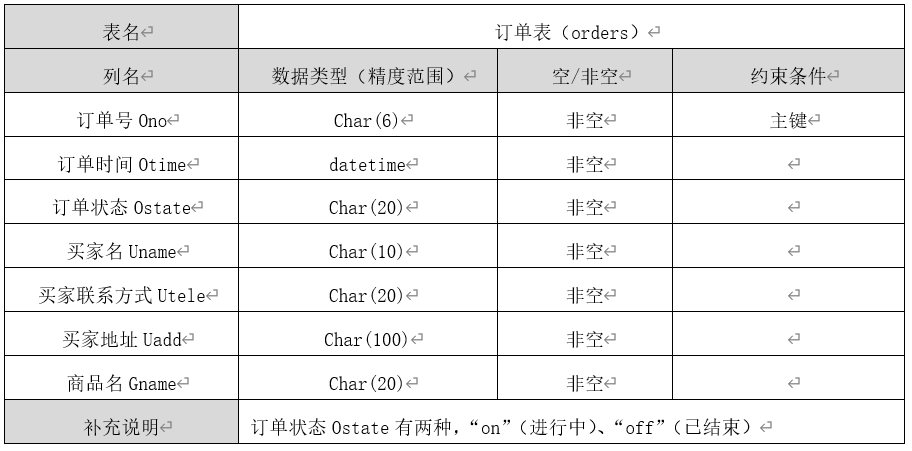 表名 订单表（orders）
列名 数据类型（精度范围） 空/非空 约束条件
订单号 Ono Char(6) 非空 主键
订单时间 Otime datetime 非空
订单状态 Ostate Char(20) 非空
买家名 Uname Char(10) 非空
买家联系方式 Utele Char(20) 非空
买家地址 Uadd Char(100) 非空
商品名 Gname Char(20) 非空
补充说明 订单状态 Ostate 有两种，“on”（进行中）、“off”（已结束）